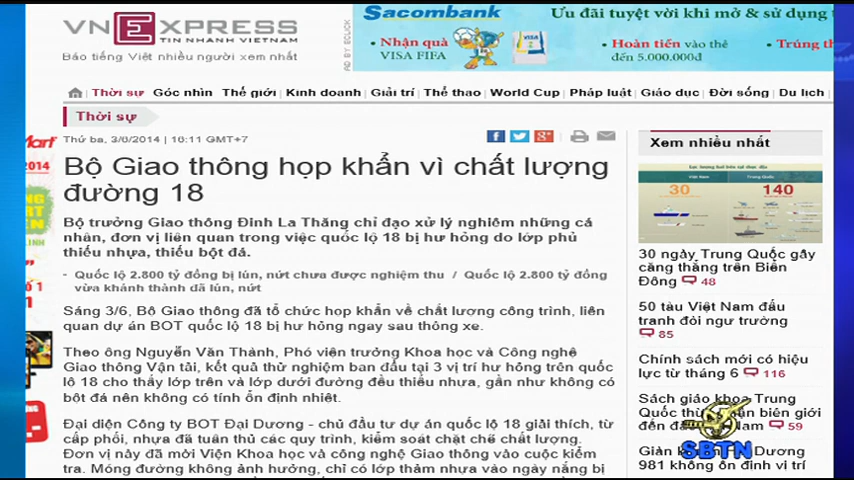 VNEXPRESS
TIN NHANH VIỆT NAM
Báo tiếng Việt nhiều người xem nhất
Sacombank
Ưu đãi tuyệt vời khi mở & sử dụng
Nhận quà
VISA FIFA
VISA
Hoàn tiền vào thẻ
đến 5.000.000đ
Trúng
AD BY ECLICK
Thời sự Góc nhìn Thế giới Kinh doanh Giải trí Thể thao World Cup Pháp luật Giáo dục Đời sống Du lịch
Thời sự
Thứ ba, 3/6/2014 | 16:11 GMT+7
Bộ Giao thông họp khẩn vì chất lượng
đường 18
Bộ trưởng Giao thông Đinh La Thăng chỉ đạo xử lý nghiêm những cá
nhân, đơn vị liên quan trong việc quốc lộ 18 bị hư hỏng do lớp phủ
thiếu nhựa, thiếu bột đá.
- Quốc lộ 2.800 tỷ đồng bị lún, nứt chưa được nghiệm thu / Quốc lộ 2.800 tỷ đồng
vừa khánh thành đã lún, nứt
Sáng 3/6, Bộ Giao thông đã tổ chức họp khẩn về chất lượng công trình, liên
quan dự án BOT quốc lộ 18 bị hư hỏng ngay sau thông xe.
Theo ông Nguyễn Văn Thành, Phó viện trưởng Khoa học và Công nghệ
Giao thông Vận tải, kết quả thử nghiệm ban đầu tại 3 vị trí hư hỏng trên quốc
lộ 18 cho thấy lớp trên và lớp dưới đường đều thiếu nhựa, gần như không có
bột đá nên không có tính ổn định nhiệt.
Đại diện Công ty BOT Đại Dương - chủ đầu tư dự án quốc lộ 18 giải thích, từ
cấp phối, nhựa đã tuân thủ các quy trình, kiểm soát chặt chẽ chất lượng.
Đơn vị này đã mời Viện Khoa học và công nghệ Giao thông vào cuộc kiểm
tra. Móng đường không ảnh hưởng, chỉ có lớp thảm nhựa vào ngày nắng bị
Xem nhiều nhất
Việt Nam
Trung Quốc
30
140
30 ngày Trung Quốc gây
căng thẳng trên Biển
Đông 48
50 tàu Việt Nam đấu
tranh đòi ngư trường
85
Chính sách mới có hiệu
lực từ tháng 6 116
Sách giáo khoa Trung
Quốc biên giới
đến 59
Dương
981 không ổn định vị trí
SBTN
Mart
2014